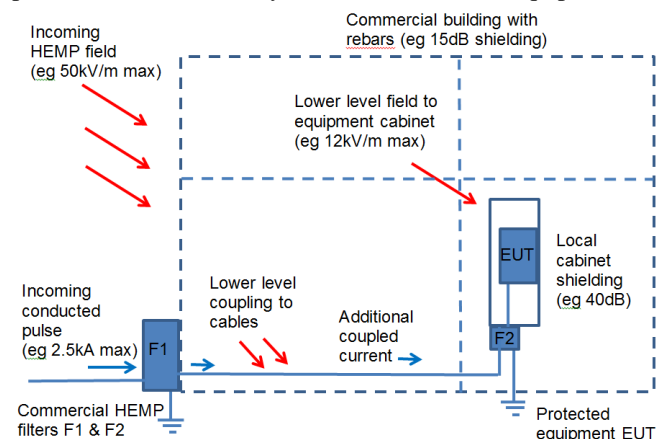 Incoming
HEMP field
(eg 50kV/m max)
Commercial building with
rebars (eg 15dB shielding)
Lower level field to
equipment cabinet
(eg 12kV/m max)
EUT
Local
cabinet
shielding
(eg 40dB)
Incoming
conducted
pulse
(eg 2.5kA max)
F1
Lower level
coupling to
cables
Additional
coupled
current
F2
Commercial HEMP
filters F1 & F2
Protected
equipment EUT